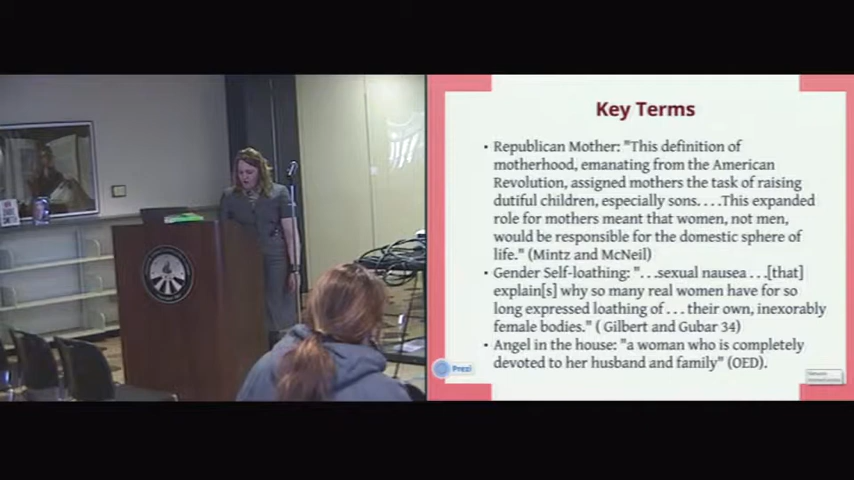 Key Terms
• Republican Mother: "This definition of
motherhood, emanating from the American
Revolution, assigned mothers the task of raising
dutiful children, especially sons. . . .This expanded
role for mothers meant that women, not men,
would be responsible for the domestic sphere of
life." (Mintz and McNeil)
• Gender Self-loathing: ". . .sexual nausea . . .[that]
explain[s] why so many real women have for so
long expressed loathing of . . . their own, inexorably
female bodies." ( Gilbert and Gubar 34)
• Angel in the house: "a woman who is completely
devoted to her husband and family" (OED).
Prezi